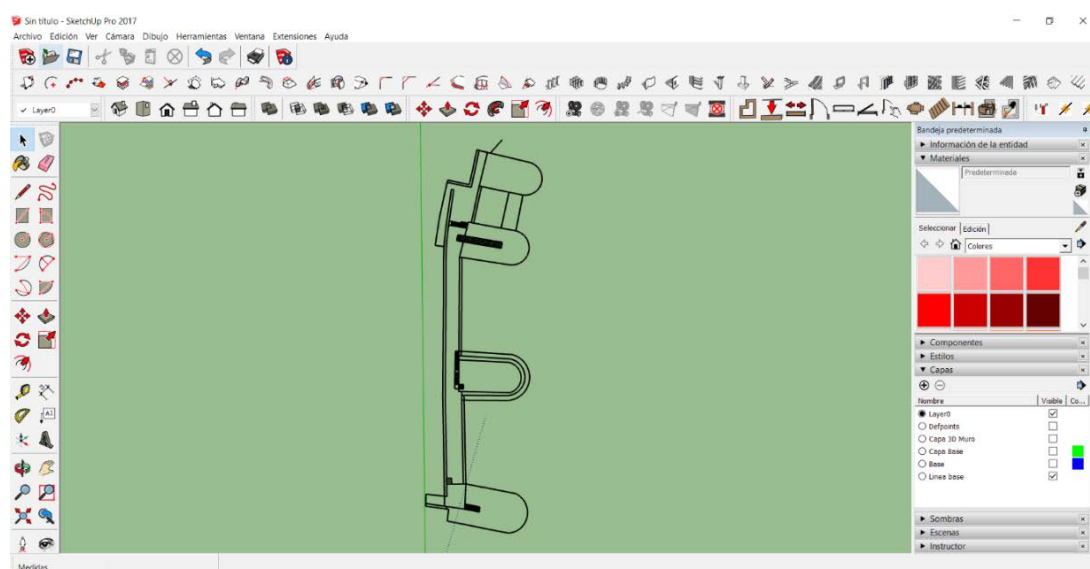 Sin título - SketchUp Pro 2017
Archivo Edición Ver Cámara Dibujo Herramientas Ventana Extensiones Ayuda
Layer0
Bandeja predeterminada
Información de la entidad
Materiales
Predeterminado
Seleccionar Edición
Colores
Componentes
Estilos
Capas
Nombre Visible Co...
Layer0
Defpoints
Capa 3D Muro
Capa Base
Base
Linea base
Sombras
Escenas
Instructor
Medidas